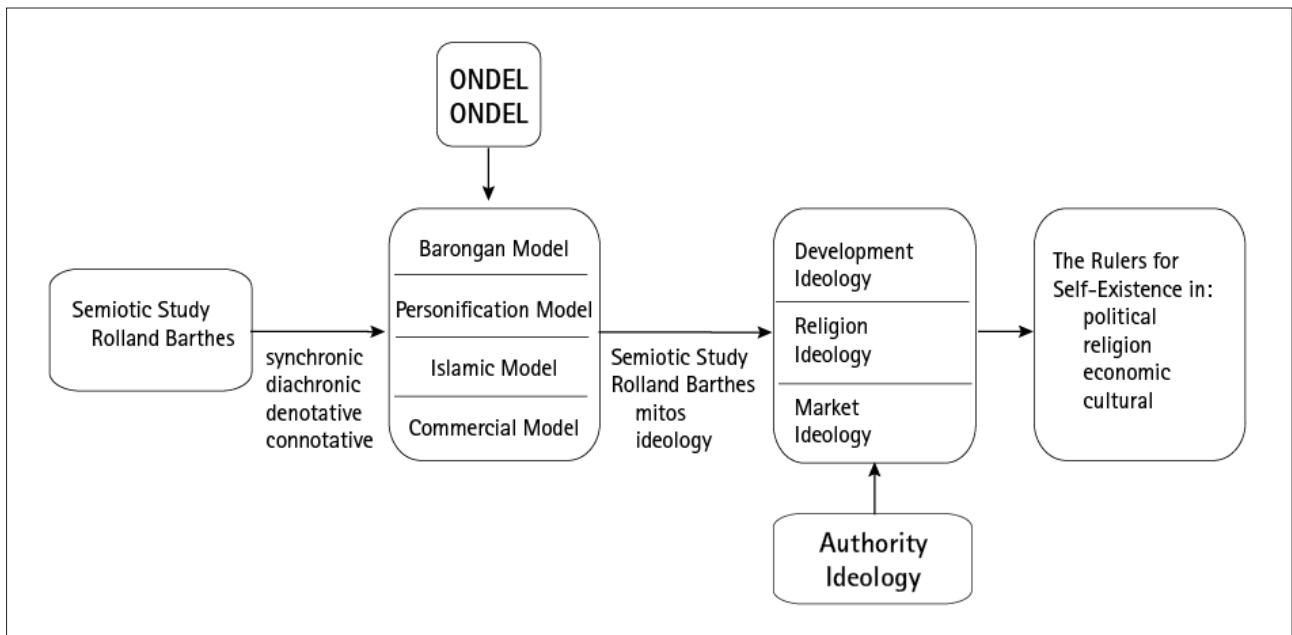 ONDEL
ONDEL
Semiotic Study
Rolland Barthes
synchronic
diachronic
denotative
connotative
Barongan Model
Personification Model
Islamic Model
Commercial Model
Semiotic Study
Rolland Barthes
mitos
ideology
Development
Ideology
Religion
Ideology
Market
Ideology
Authority
Ideology
The Rulers for
Self-Existence in:
political
religion
economic
cultural